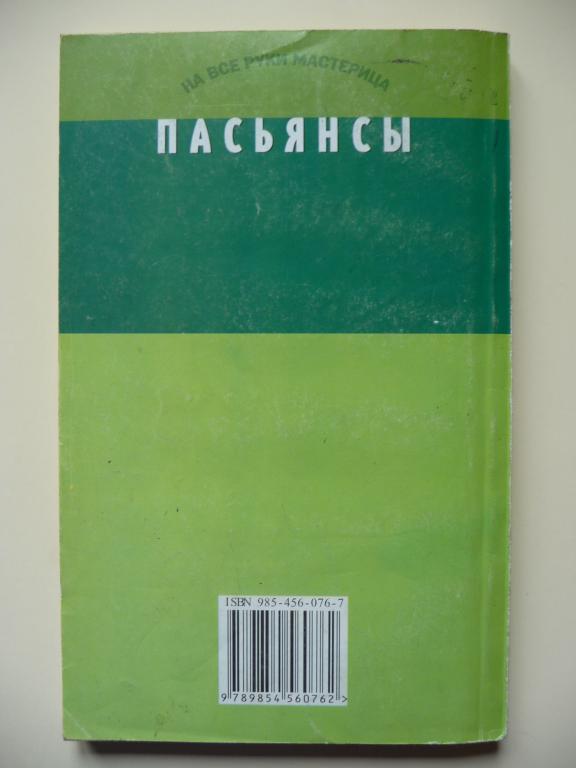 НА ВСЕ РУКИ МАСТЕРИЦА
ПАСЬЯНСЫ
ISBN 985-456-076-7
9 789854 560762 >